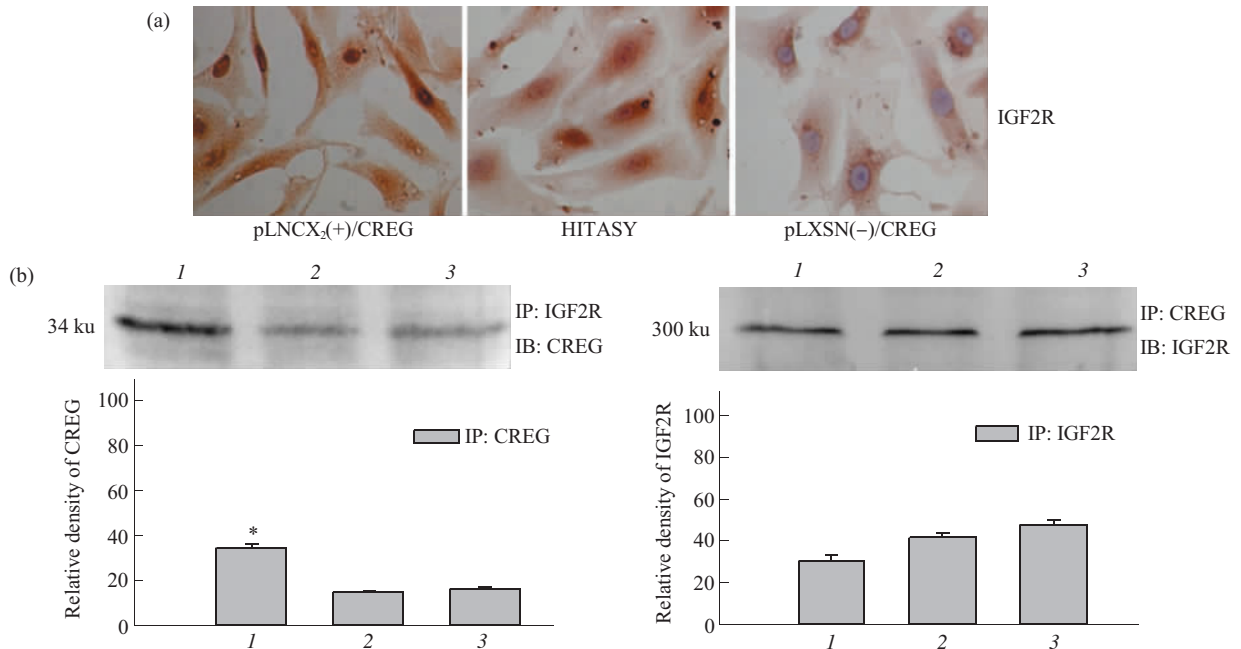 (a)
IGF2R
pLNCX₂(+)/CREG HITASY pLXSN(−)/CREG
(b)
1 2 3
34 ku
IP: IGF2R
IB: CREG
Relative density of CREG
100
80
60
40
20
0
IP: CREG
*
1 2 3
1 2 3
300 ku
IP: CREG
IB: IGF2R
Relative density of IGF2R
100
80
60
40
20
0
IP: IGF2R
1 2 3